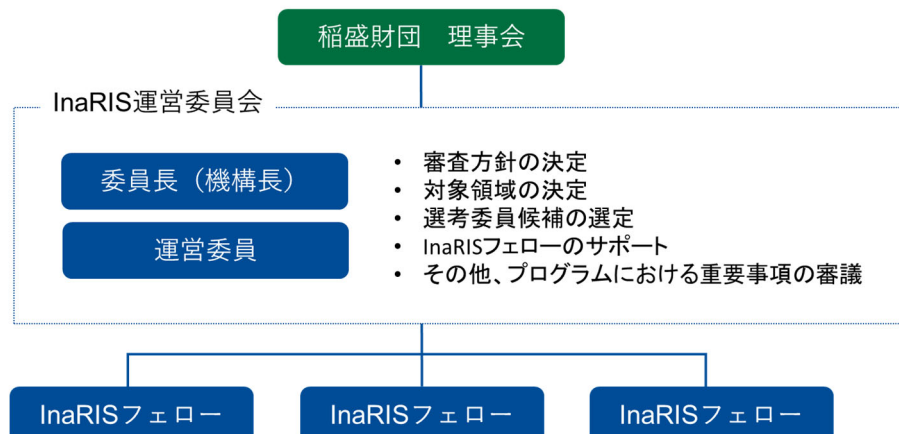 稲盛財団　理事会
InaRIS運営委員会
委員長（機構長）
運営委員
• 審査方針の決定
• 対象領域の決定
• 選考委員候補の選定
• InaRISフェローのサポート
• その他、プログラムにおける重要事項の審議
InaRISフェロー
InaRISフェロー
InaRISフェロー